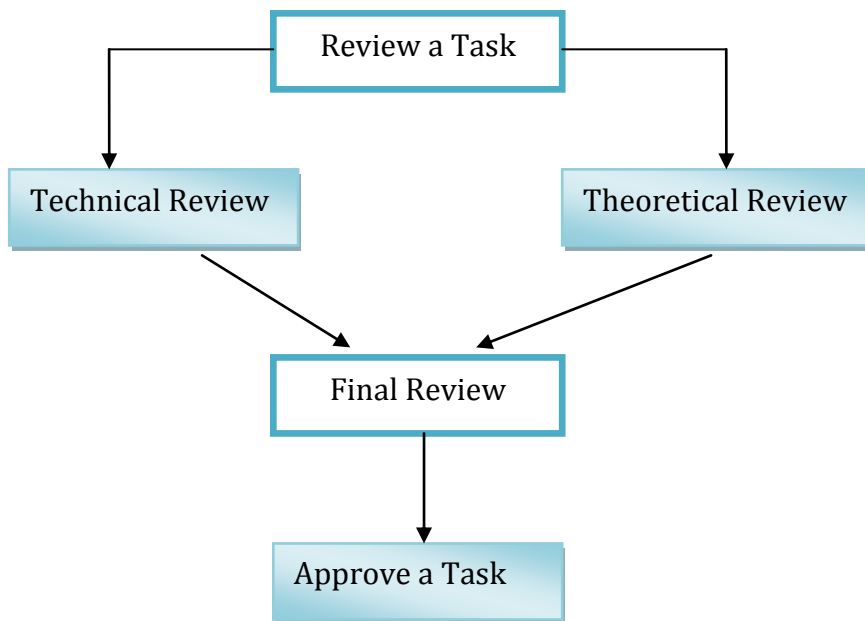 Review a Task
Technical Review
Theoretical Review
Final Review
Approve a Task